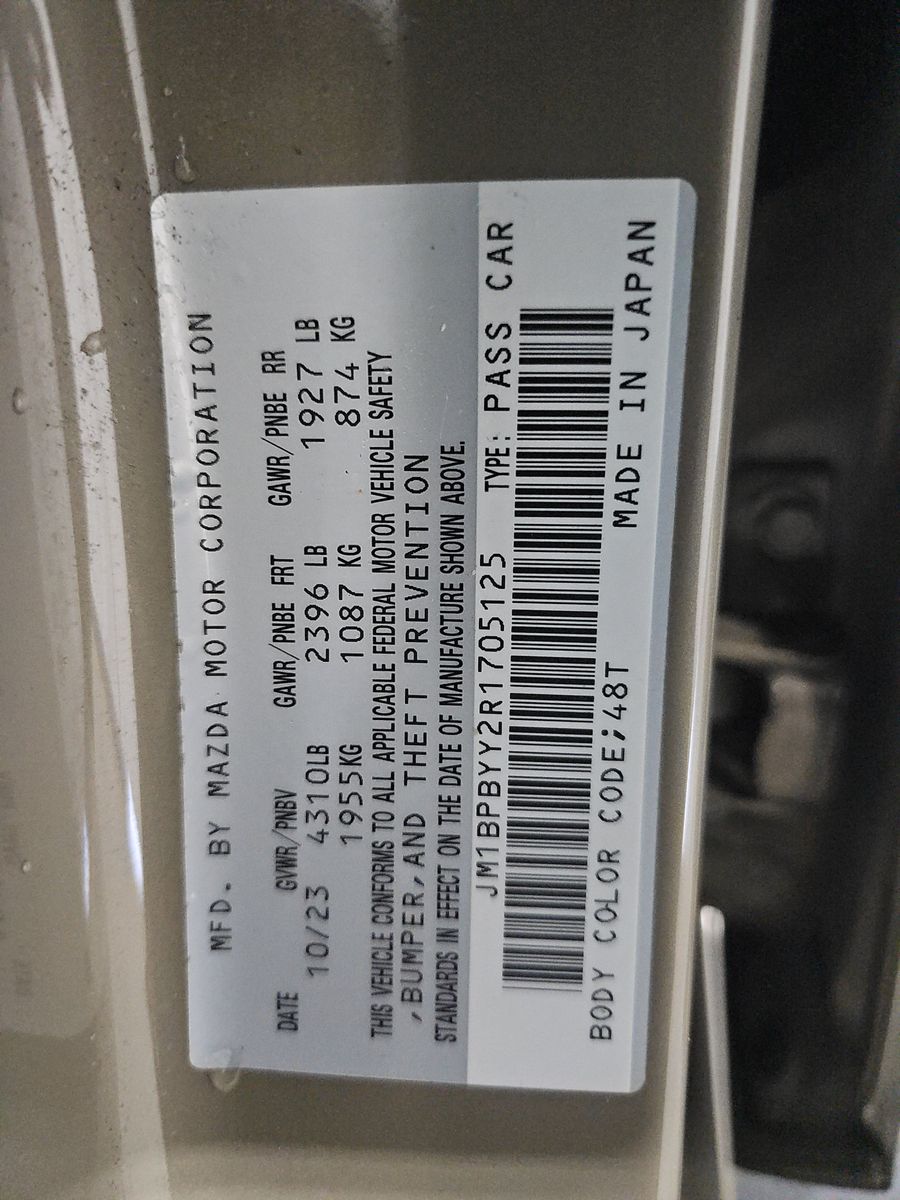 MFD. BY MAZDA MOTOR CORPORATION
DATE GVWR/PNBV GAWR/PNBE FRT GAWR/PNBE RR
10/23 4310LB 2396 LB 1927 LB
1955KG 1087 KG 874 KG
THIS VEHICLE CONFORMS TO ALL APPLICABLE FEDERAL MOTOR VEHICLE SAFETY
,BUMPER,AND THEFT PREVENTION
STANDARDS IN EFFECT ON THE DATE OF MANUFACTURE SHOWN ABOVE.
JM1BPBYY2R1705125 TYPE: PASS CAR
BODY COLOR CODE;48T MADE IN JAPAN